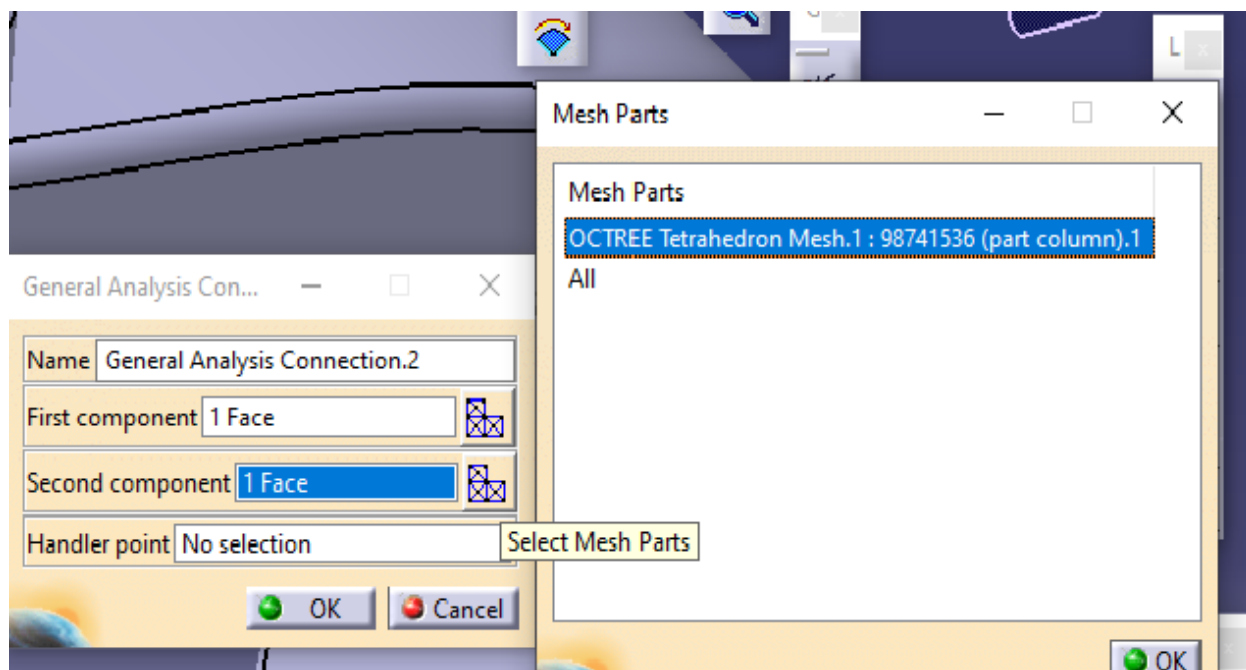 L
Mesh Parts
Mesh Parts
OCTREE Tetrahedron Mesh.1 : 98741536 (part column).1
All
General Analysis Con...
Name General Analysis Connection.2
First component 1 Face
Second component 1 Face
Handler point No selection
Select Mesh Parts
OK Cancel
OK